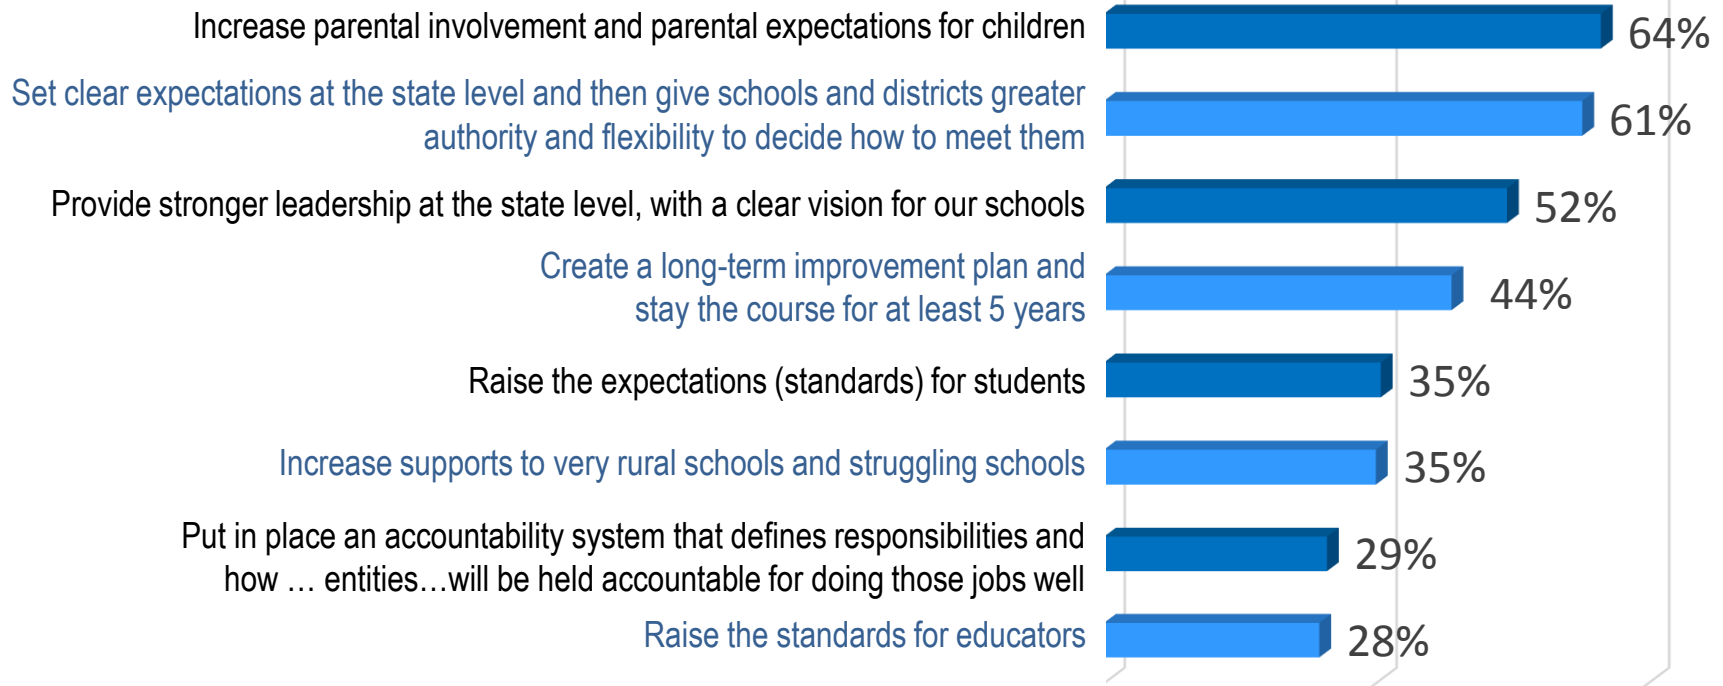 Increase parental involvement and parental expectations for children
64%
Set clear expectations at the state level and then give schools and districts greater
authority and flexibility to decide how to meet them
61%
Provide stronger leadership at the state level, with a clear vision for our schools
52%
Create a long-term improvement plan and
stay the course for at least 5 years
44%
Raise the expectations (standards) for students
35%
Increase supports to very rural schools and struggling schools
35%
Put in place an accountability system that defines responsibilities and
how … entities…will be held accountable for doing those jobs well
29%
Raise the standards for educators
28%